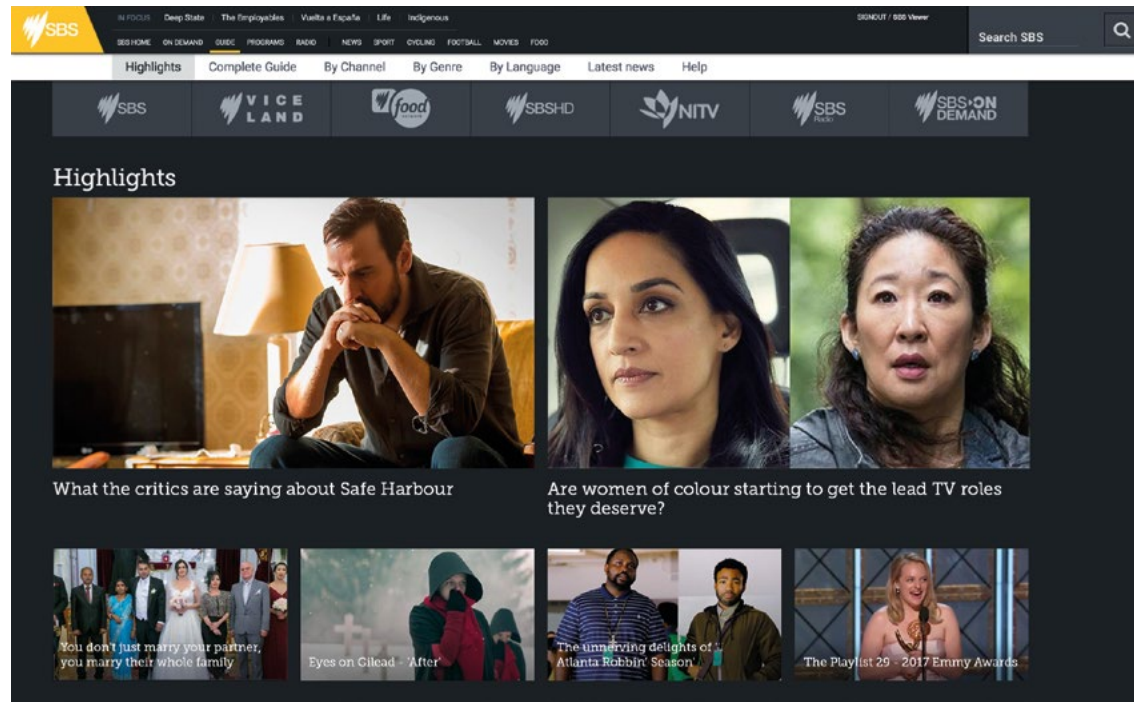 SBS
IN FOCUS Deep State The Employables Vuelta a España Life Indigenous
SIGNOUT / SBS Viewer
Search SBS
SBS HOME ON DEMAND GUIDE PROGRAMS RADIO NEWS SPORT CYCLING FOOTBALL MOVIES FOOD
Highlights Complete Guide By Channel By Genre By Language Latest news Help
SBS VICELAND food NETWORK SBSHD NITV SBS Radio SBS ON DEMAND
Highlights
What the critics are saying about Safe Harbour
Are women of colour starting to get the lead TV roles
they deserve?
You don't just marry your partner,
you marry their whole family
Eyes on Gilead - 'After'
The unnerving delights of '
Atlanta Robbin' Season'
The Playlist 29 - 2017 Emmy Awards